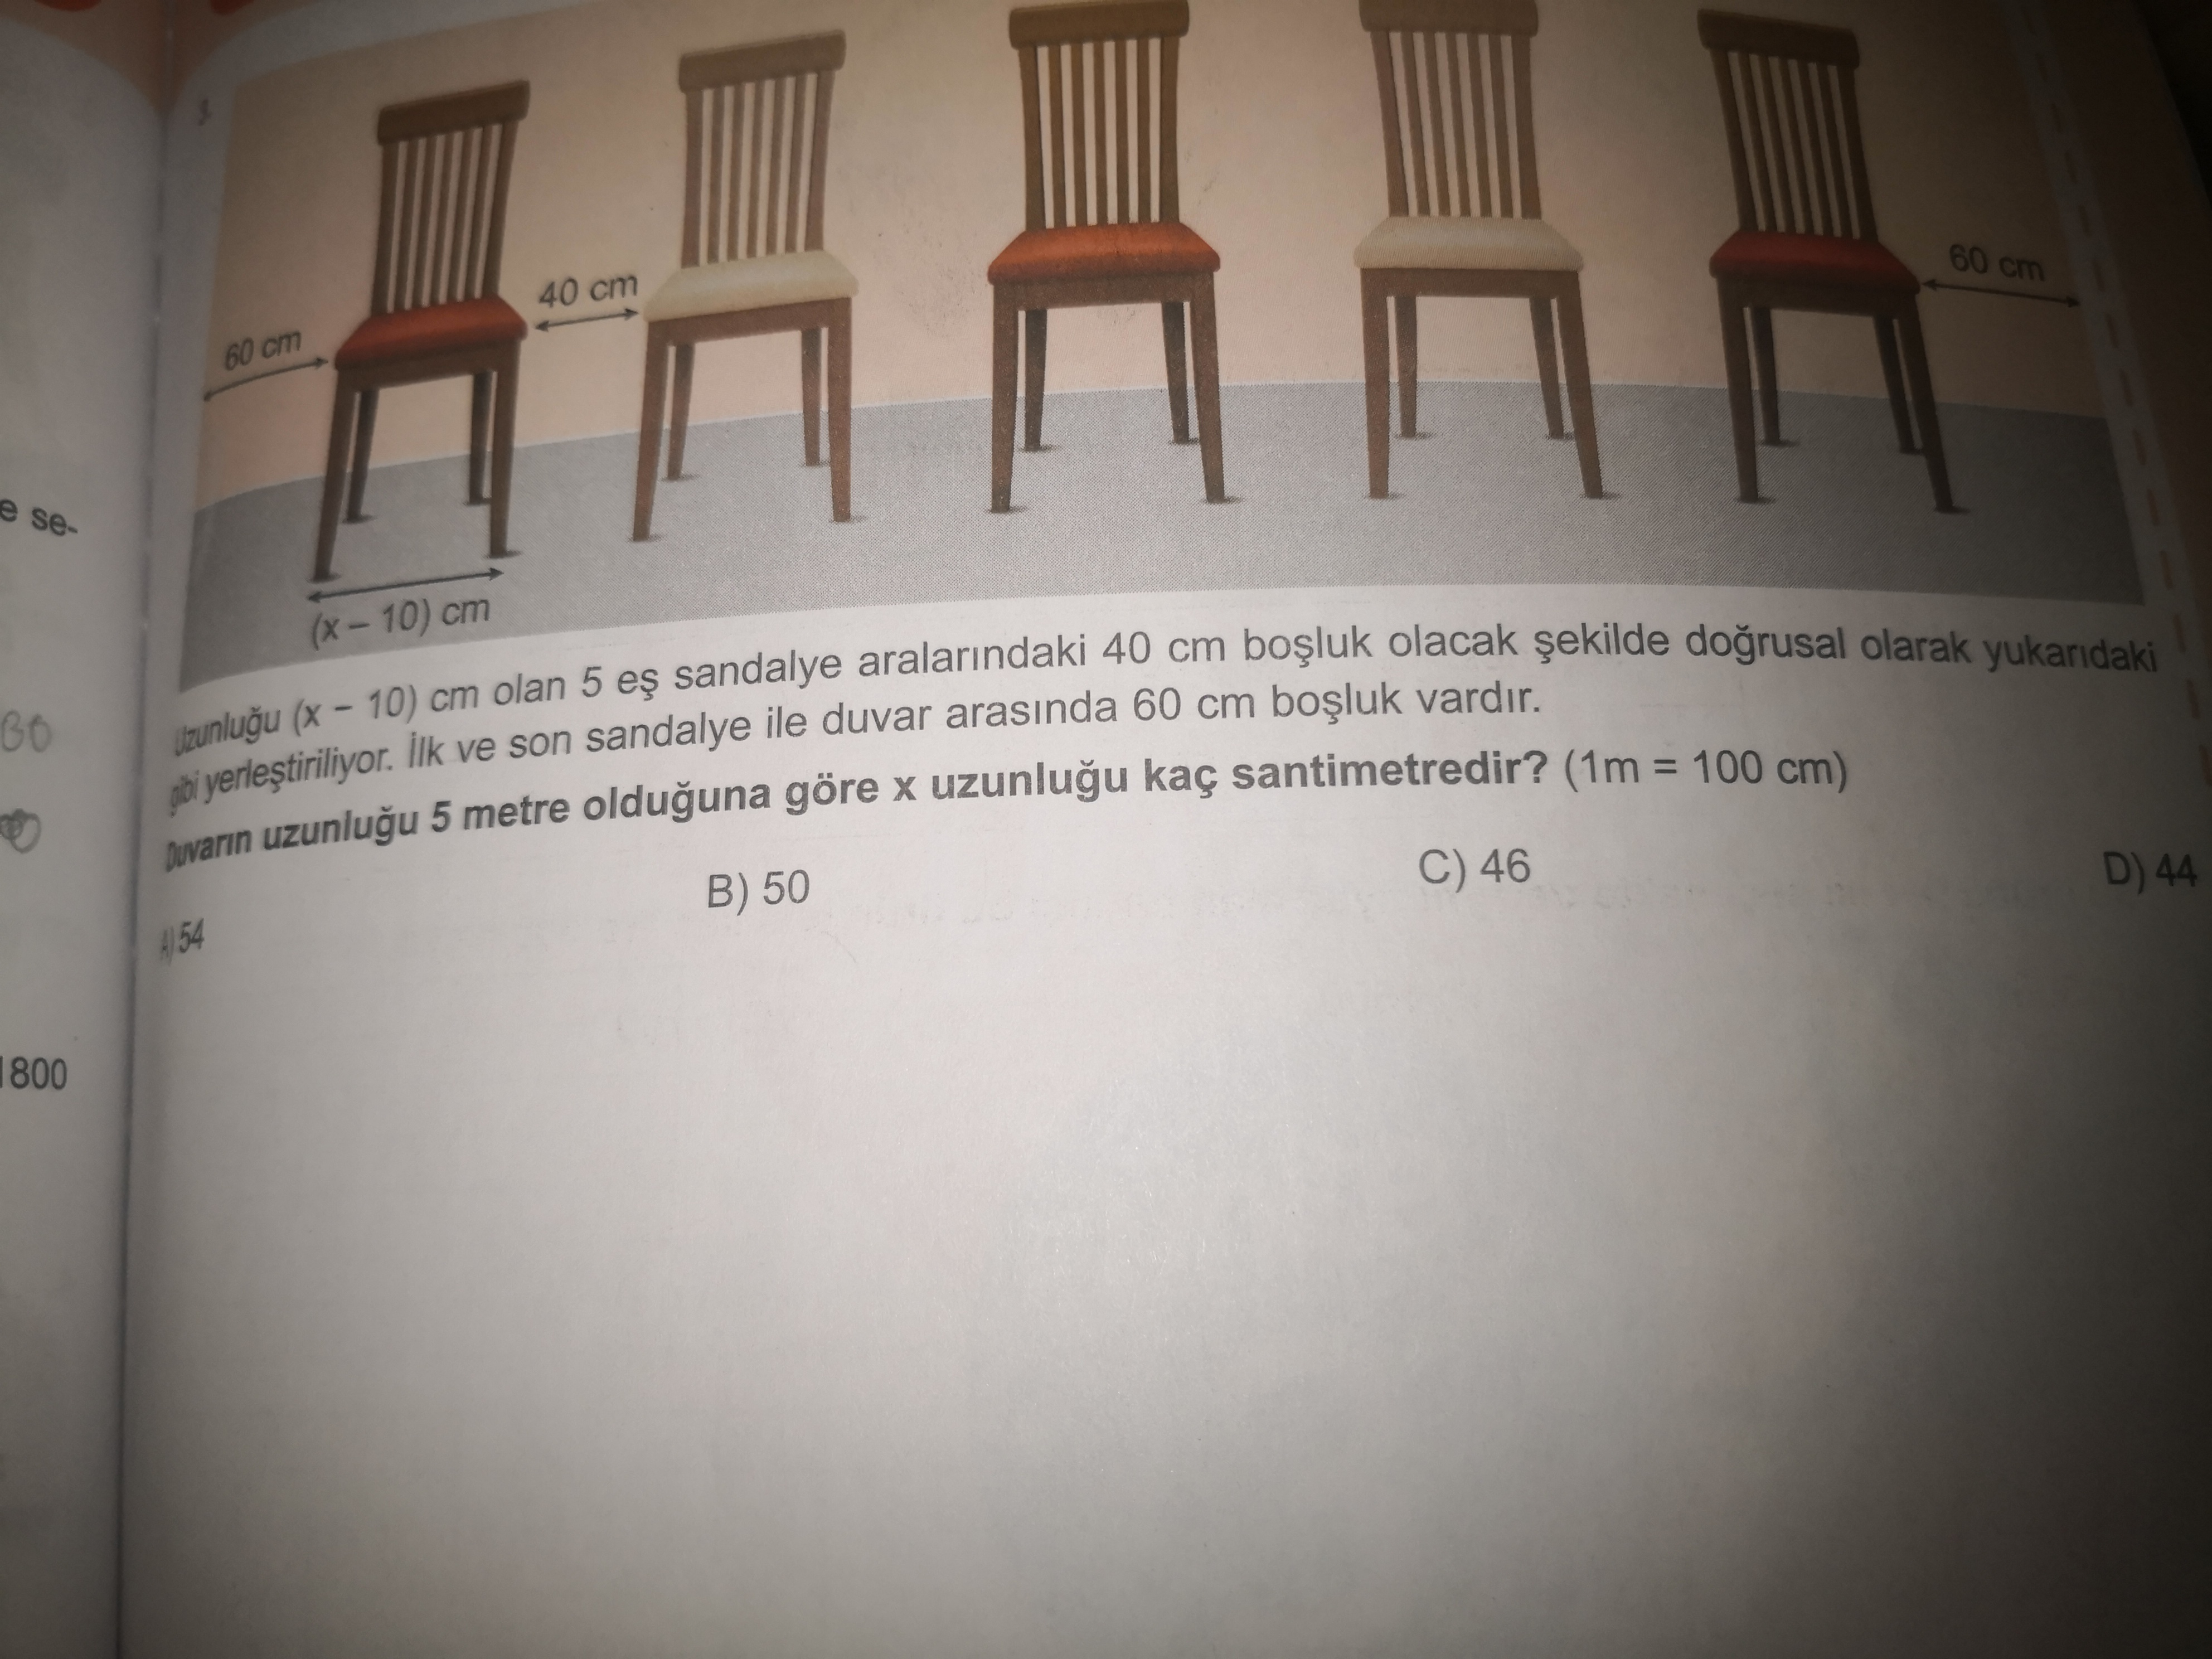 3.
60 cm
40 cm
60 cm
(x – 10) cm
Uzunluğu (x – 10) cm olan 5 eş sandalye aralarındaki 40 cm boşluk olacak şekilde doğrusal olarak yukarıdaki
gibi yerleştiriliyor. İlk ve son sandalye ile duvar arasında 60 cm boşluk vardır.
Duvarın uzunluğu 5 metre olduğuna göre x uzunluğu kaç santimetredir? (1m = 100 cm)
A) 54
B) 50
C) 46
D) 44
e se-
1800